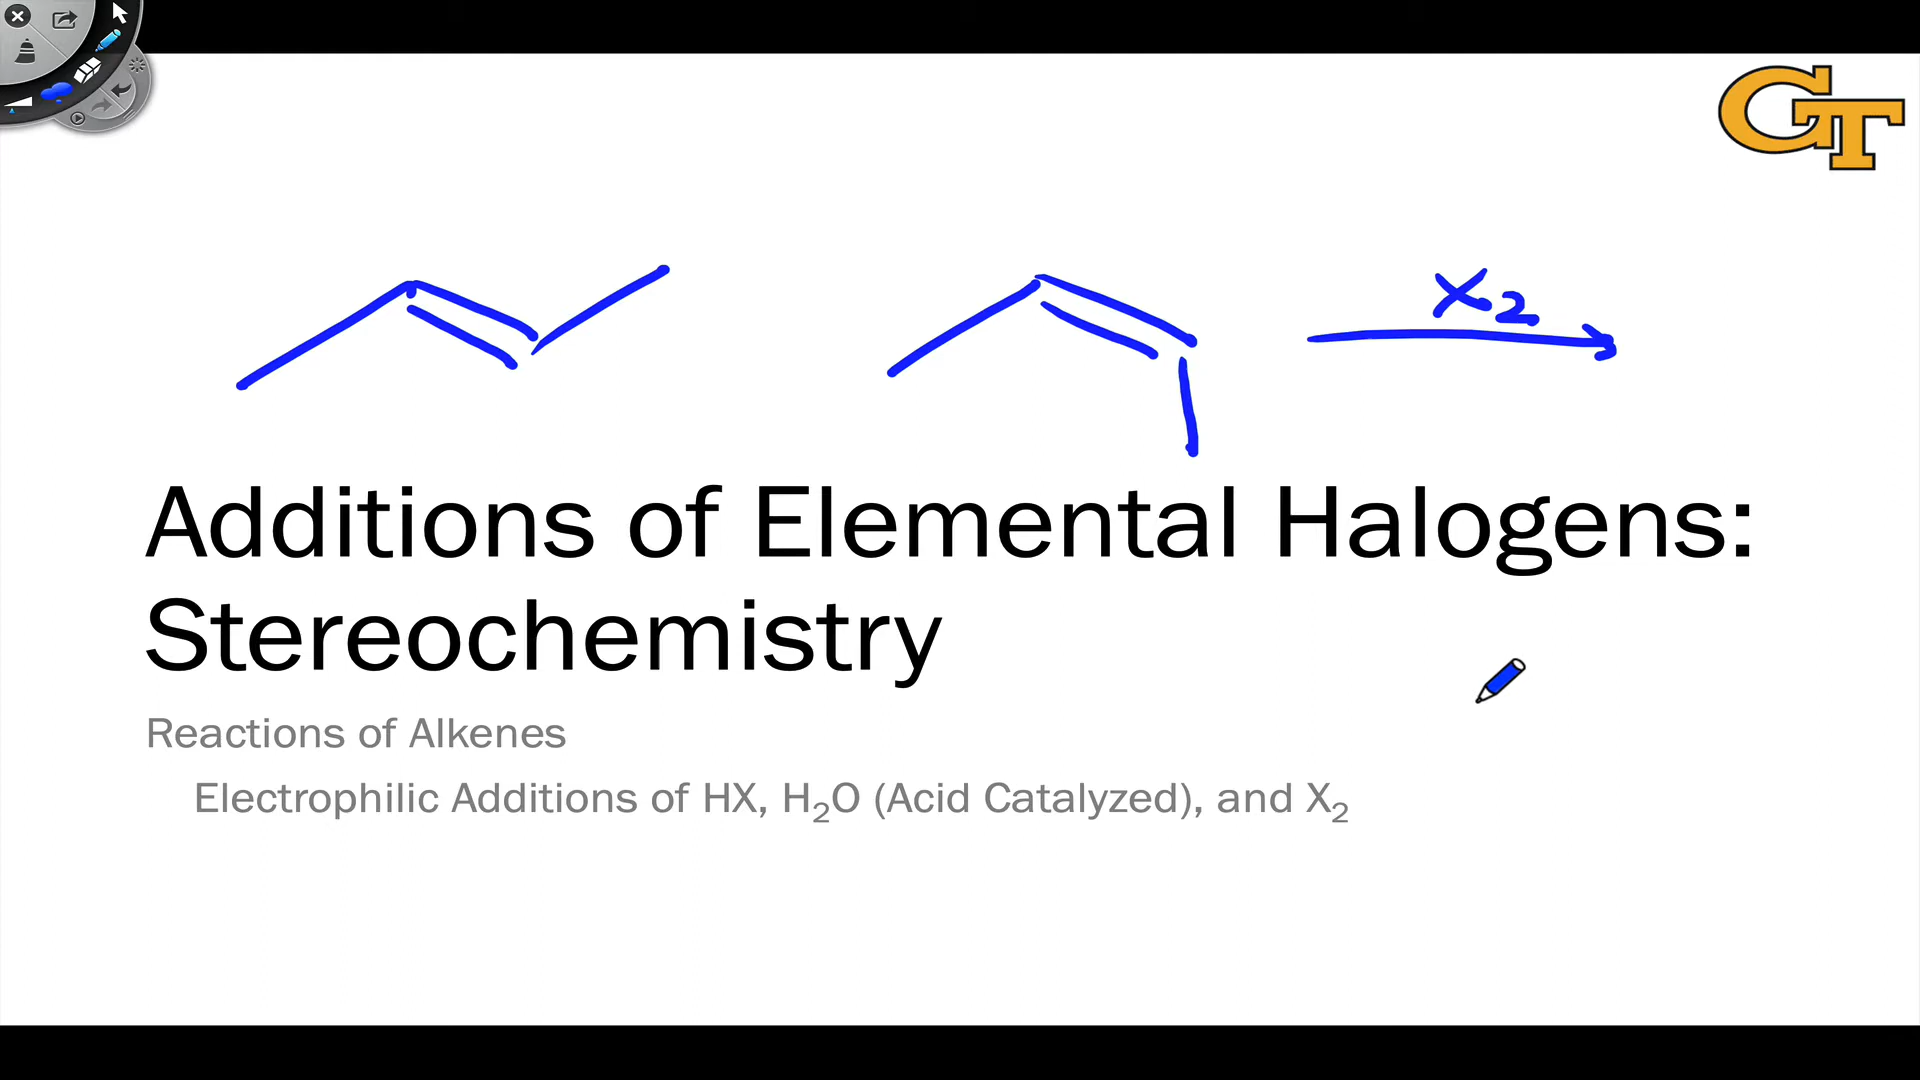 GT
X₂
Additions of Elemental Halogens:
Stereochemistry
Reactions of Alkenes
Electrophilic Additions of HX, H₂O (Acid Catalyzed), and X₂